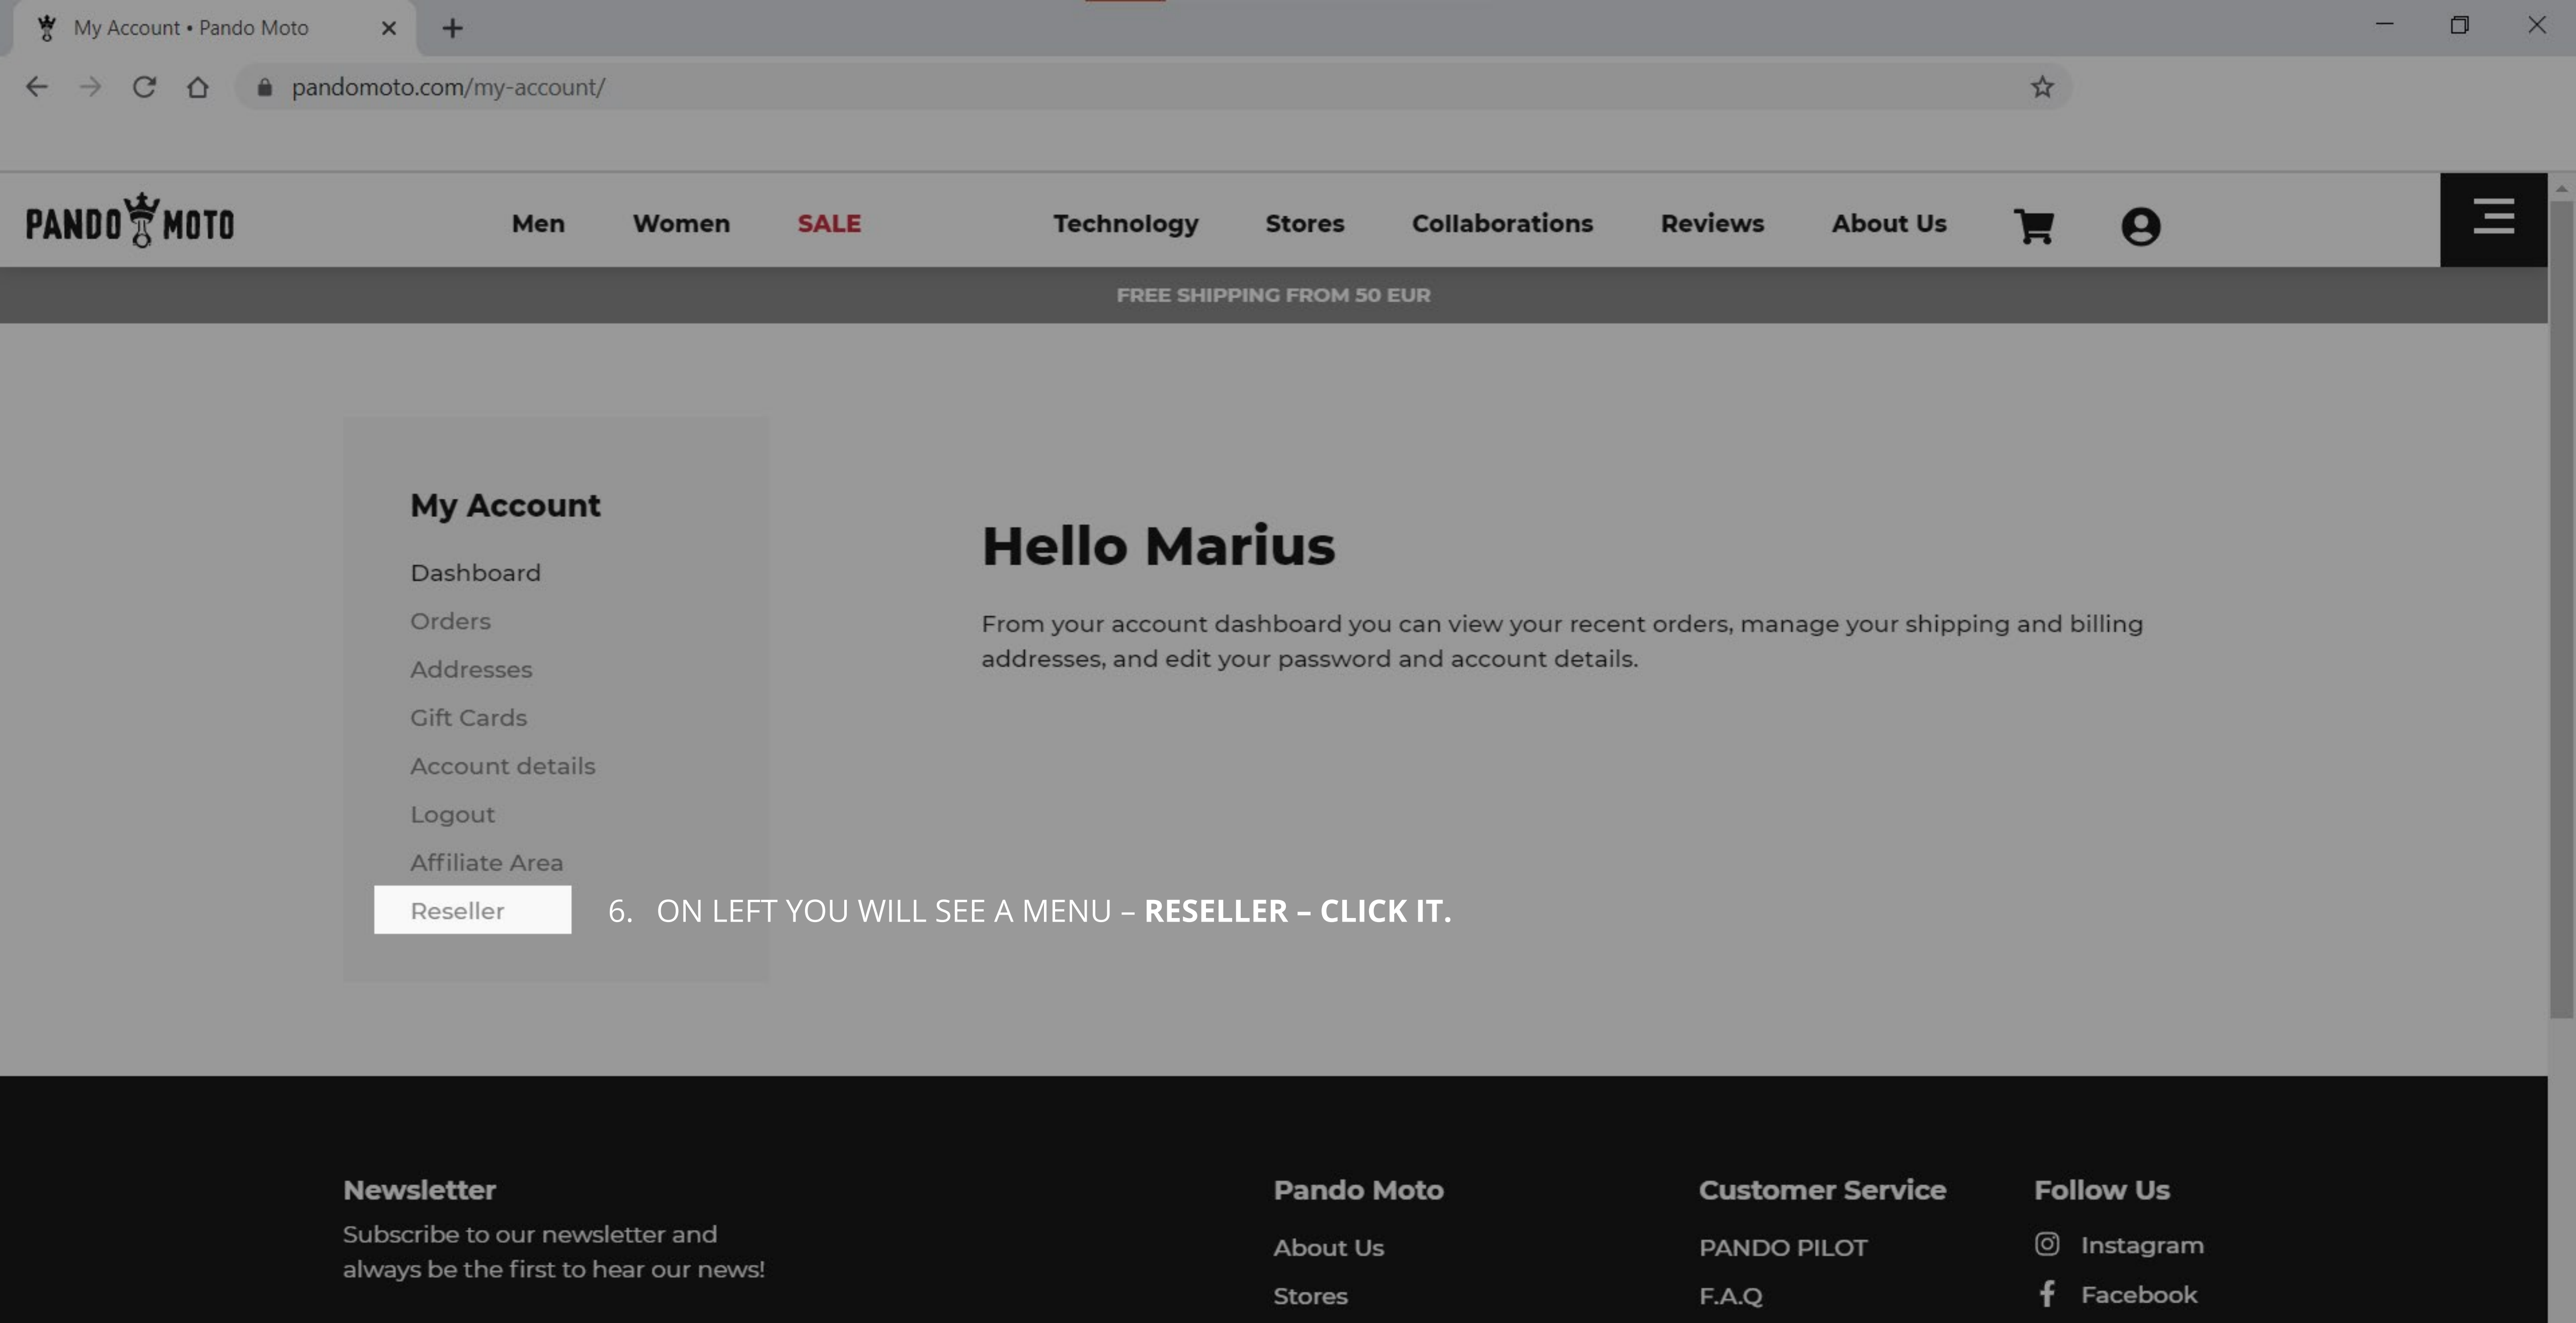 My Account • Pando Moto
pandomoto.com/my-account/
PANDO MOTO
Men
Women
SALE
Technology
Stores
Collaborations
Reviews
About Us
FREE SHIPPING FROM 50 EUR
My Account
Dashboard
Orders
Addresses
Gift Cards
Account details
Logout
Affiliate Area
Reseller
6. ON LEFT YOU WILL SEE A MENU – RESELLER – CLICK IT.
Hello Marius
From your account dashboard you can view your recent orders, manage your shipping and billing
addresses, and edit your password and account details.
Newsletter
Subscribe to our newsletter and
always be the first to hear our news!
Pando Moto
About Us
Stores
Customer Service
PANDO PILOT
F.A.Q
Follow Us
Instagram
Facebook